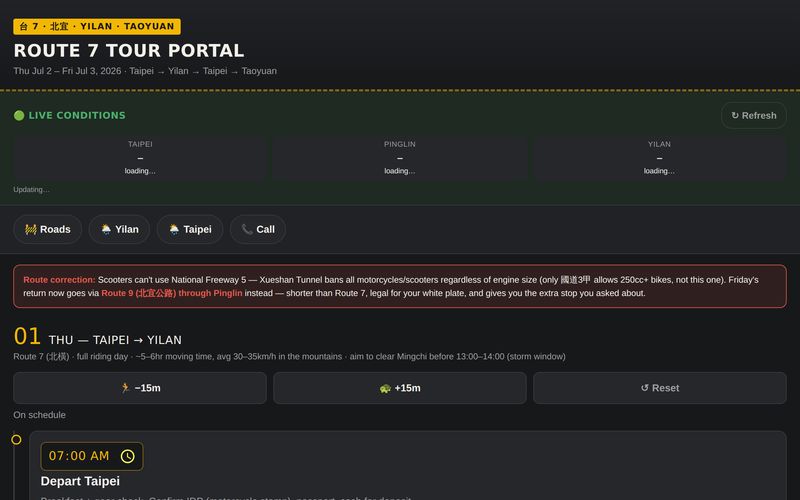 台 7 · 北宜 · YILAN · TAOYUAN
ROUTE 7 TOUR PORTAL
Thu Jul 2 – Fri Jul 3, 2026 · Taipei → Yilan → Taipei → Taoyuan
LIVE CONDITIONS
↻ Refresh
TAIPEI
–
loading…
PINGLIN
–
loading…
YILAN
–
loading…
Updating…
🚧 Roads
🌦 Yilan
🌦 Taipei
📞 Call
Route correction: Scooters can't use National Freeway 5 — Xueshan Tunnel bans all motorcycles/scooters regardless of engine size (only 國道3甲 allows 250cc+ bikes, not this one). Friday's
return now goes via Route 9 (北宜公路) through Pinglin instead — shorter than Route 7, legal for your white plate, and gives you the extra stop you asked about.
01 THU — TAIPEI → YILAN
Route 7 (北橫) · full riding day · ~5–6hr moving time, avg 30–35km/h in the mountains · aim to clear Mingchi before 13:00–14:00 (storm window)
🏃 −15m
🐢 +15m
↺ Reset
On schedule
07:00 AM
Depart Taipei